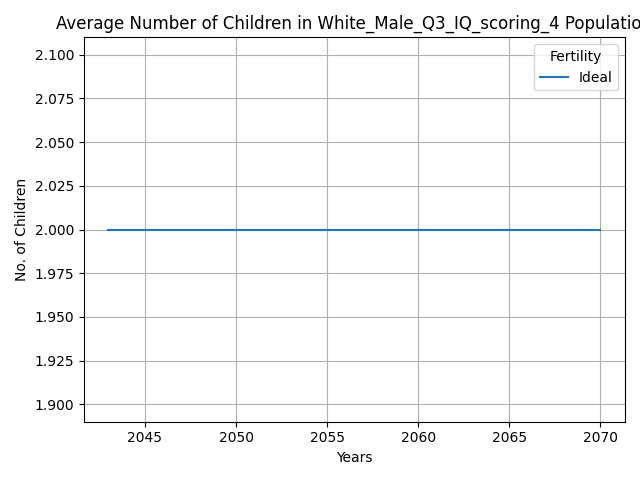 Average Number of Children in White_Male_Q3_IQ_scoring_4 Populatio
Fertility
Ideal
2.100
2.075
2.050
2.025
2.000
1.975
1.950
1.925
1.900
No. of Children
2045 2050 2055 2060 2065 2070
Years